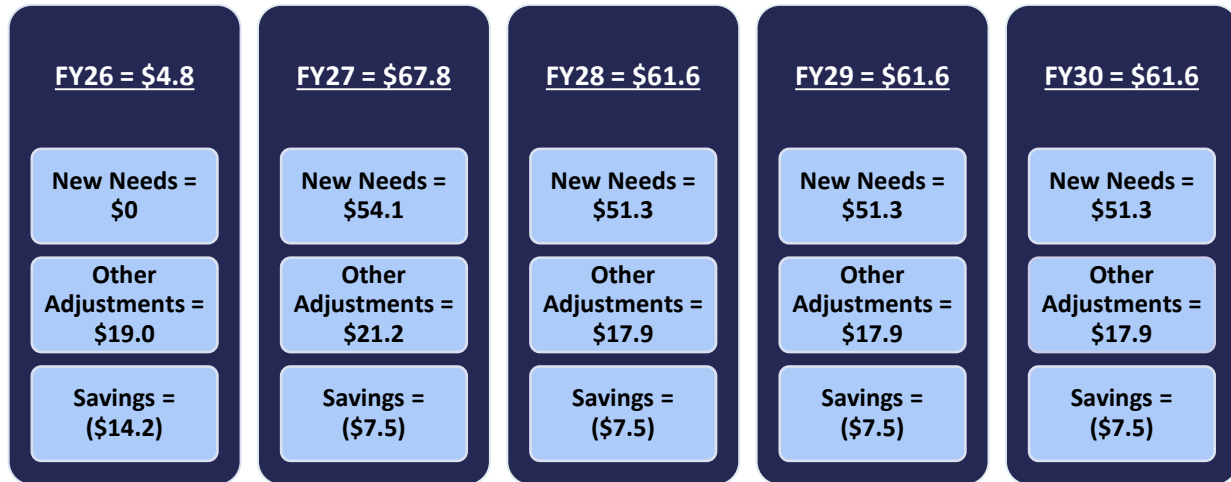 FY26 = $4.8
New Needs =
$0
Other
Adjustments =
$19.0
Savings =
($14.2)
FY27 = $67.8
New Needs =
$54.1
Other
Adjustments =
$21.2
Savings =
($7.5)
FY28 = $61.6
New Needs =
$51.3
Other
Adjustments =
$17.9
Savings =
($7.5)
FY29 = $61.6
New Needs =
$51.3
Other
Adjustments =
$17.9
Savings =
($7.5)
FY30 = $61.6
New Needs =
$51.3
Other
Adjustments =
$17.9
Savings =
($7.5)